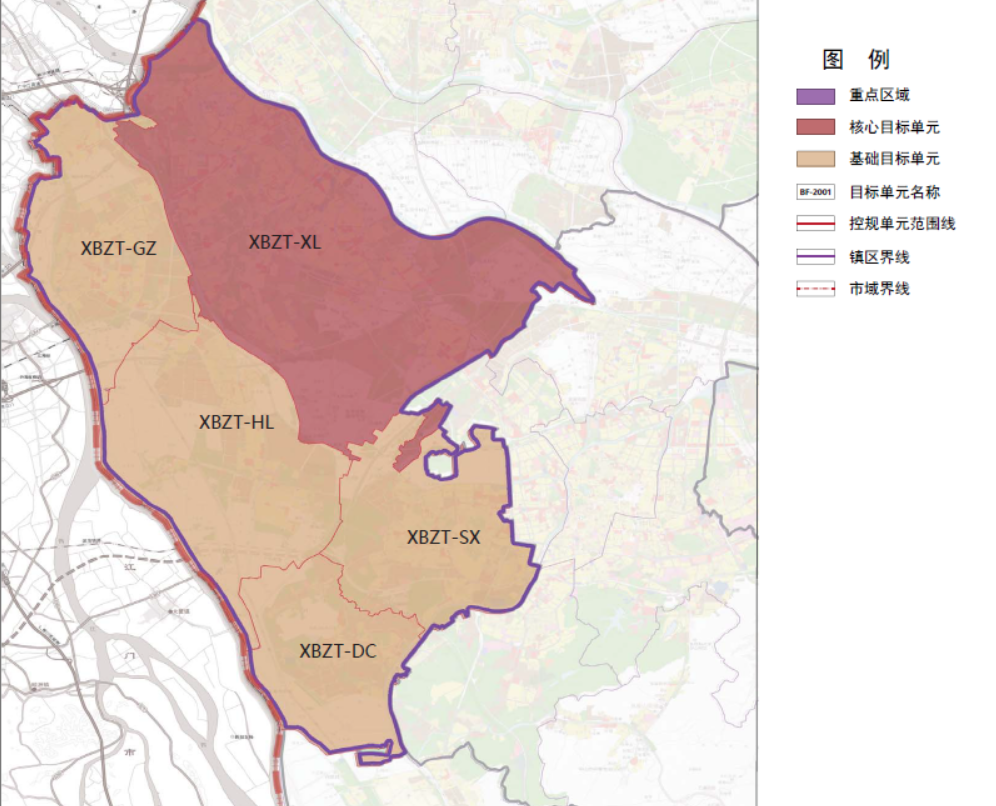 图 例
重点区域
核心目标单元
基础目标单元
BF-2001 目标单元名称
控规单元范围线
镇区界线
市域界线
XBZT-GZ
XBZT-XL
XBZT-HL
XBZT-SX
XBZT-DC
江
门
市